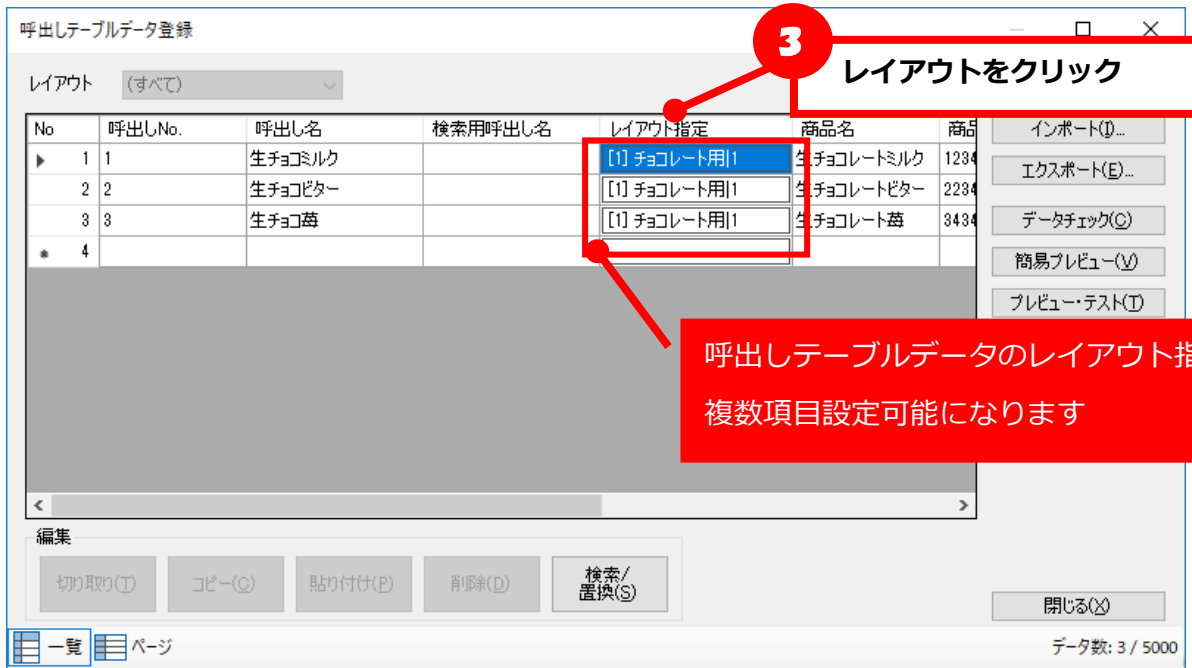 呼出しテーブルデータ登録
3
レイアウトをクリック
レイアウト (すべて)
No 呼出しNo. 呼出し名 検索用呼出し名 レイアウト指定 商品名 商品
1 1 生チョコミルク [1] チョコレート用|1 生チョコレートミルク 1234
2 2 生チョコビター [1] チョコレート用|1 生チョコレートビター 2234
3 3 生チョコ苺 [1] チョコレート用|1 生チョコレート苺 3434
4
インポート(I)...
エクスポート(E)...
データチェック(C)
簡易プレビュー(V)
プレビュー・テスト(T)
呼出しテーブルデータのレイアウト指
複数項目設定可能になります
編集
切り取り(T) コピー(C) 貼り付け(P) 削除(D) 検索/
置換(S)
閉じる(X)
一覧 ページ データ数: 3 / 5000